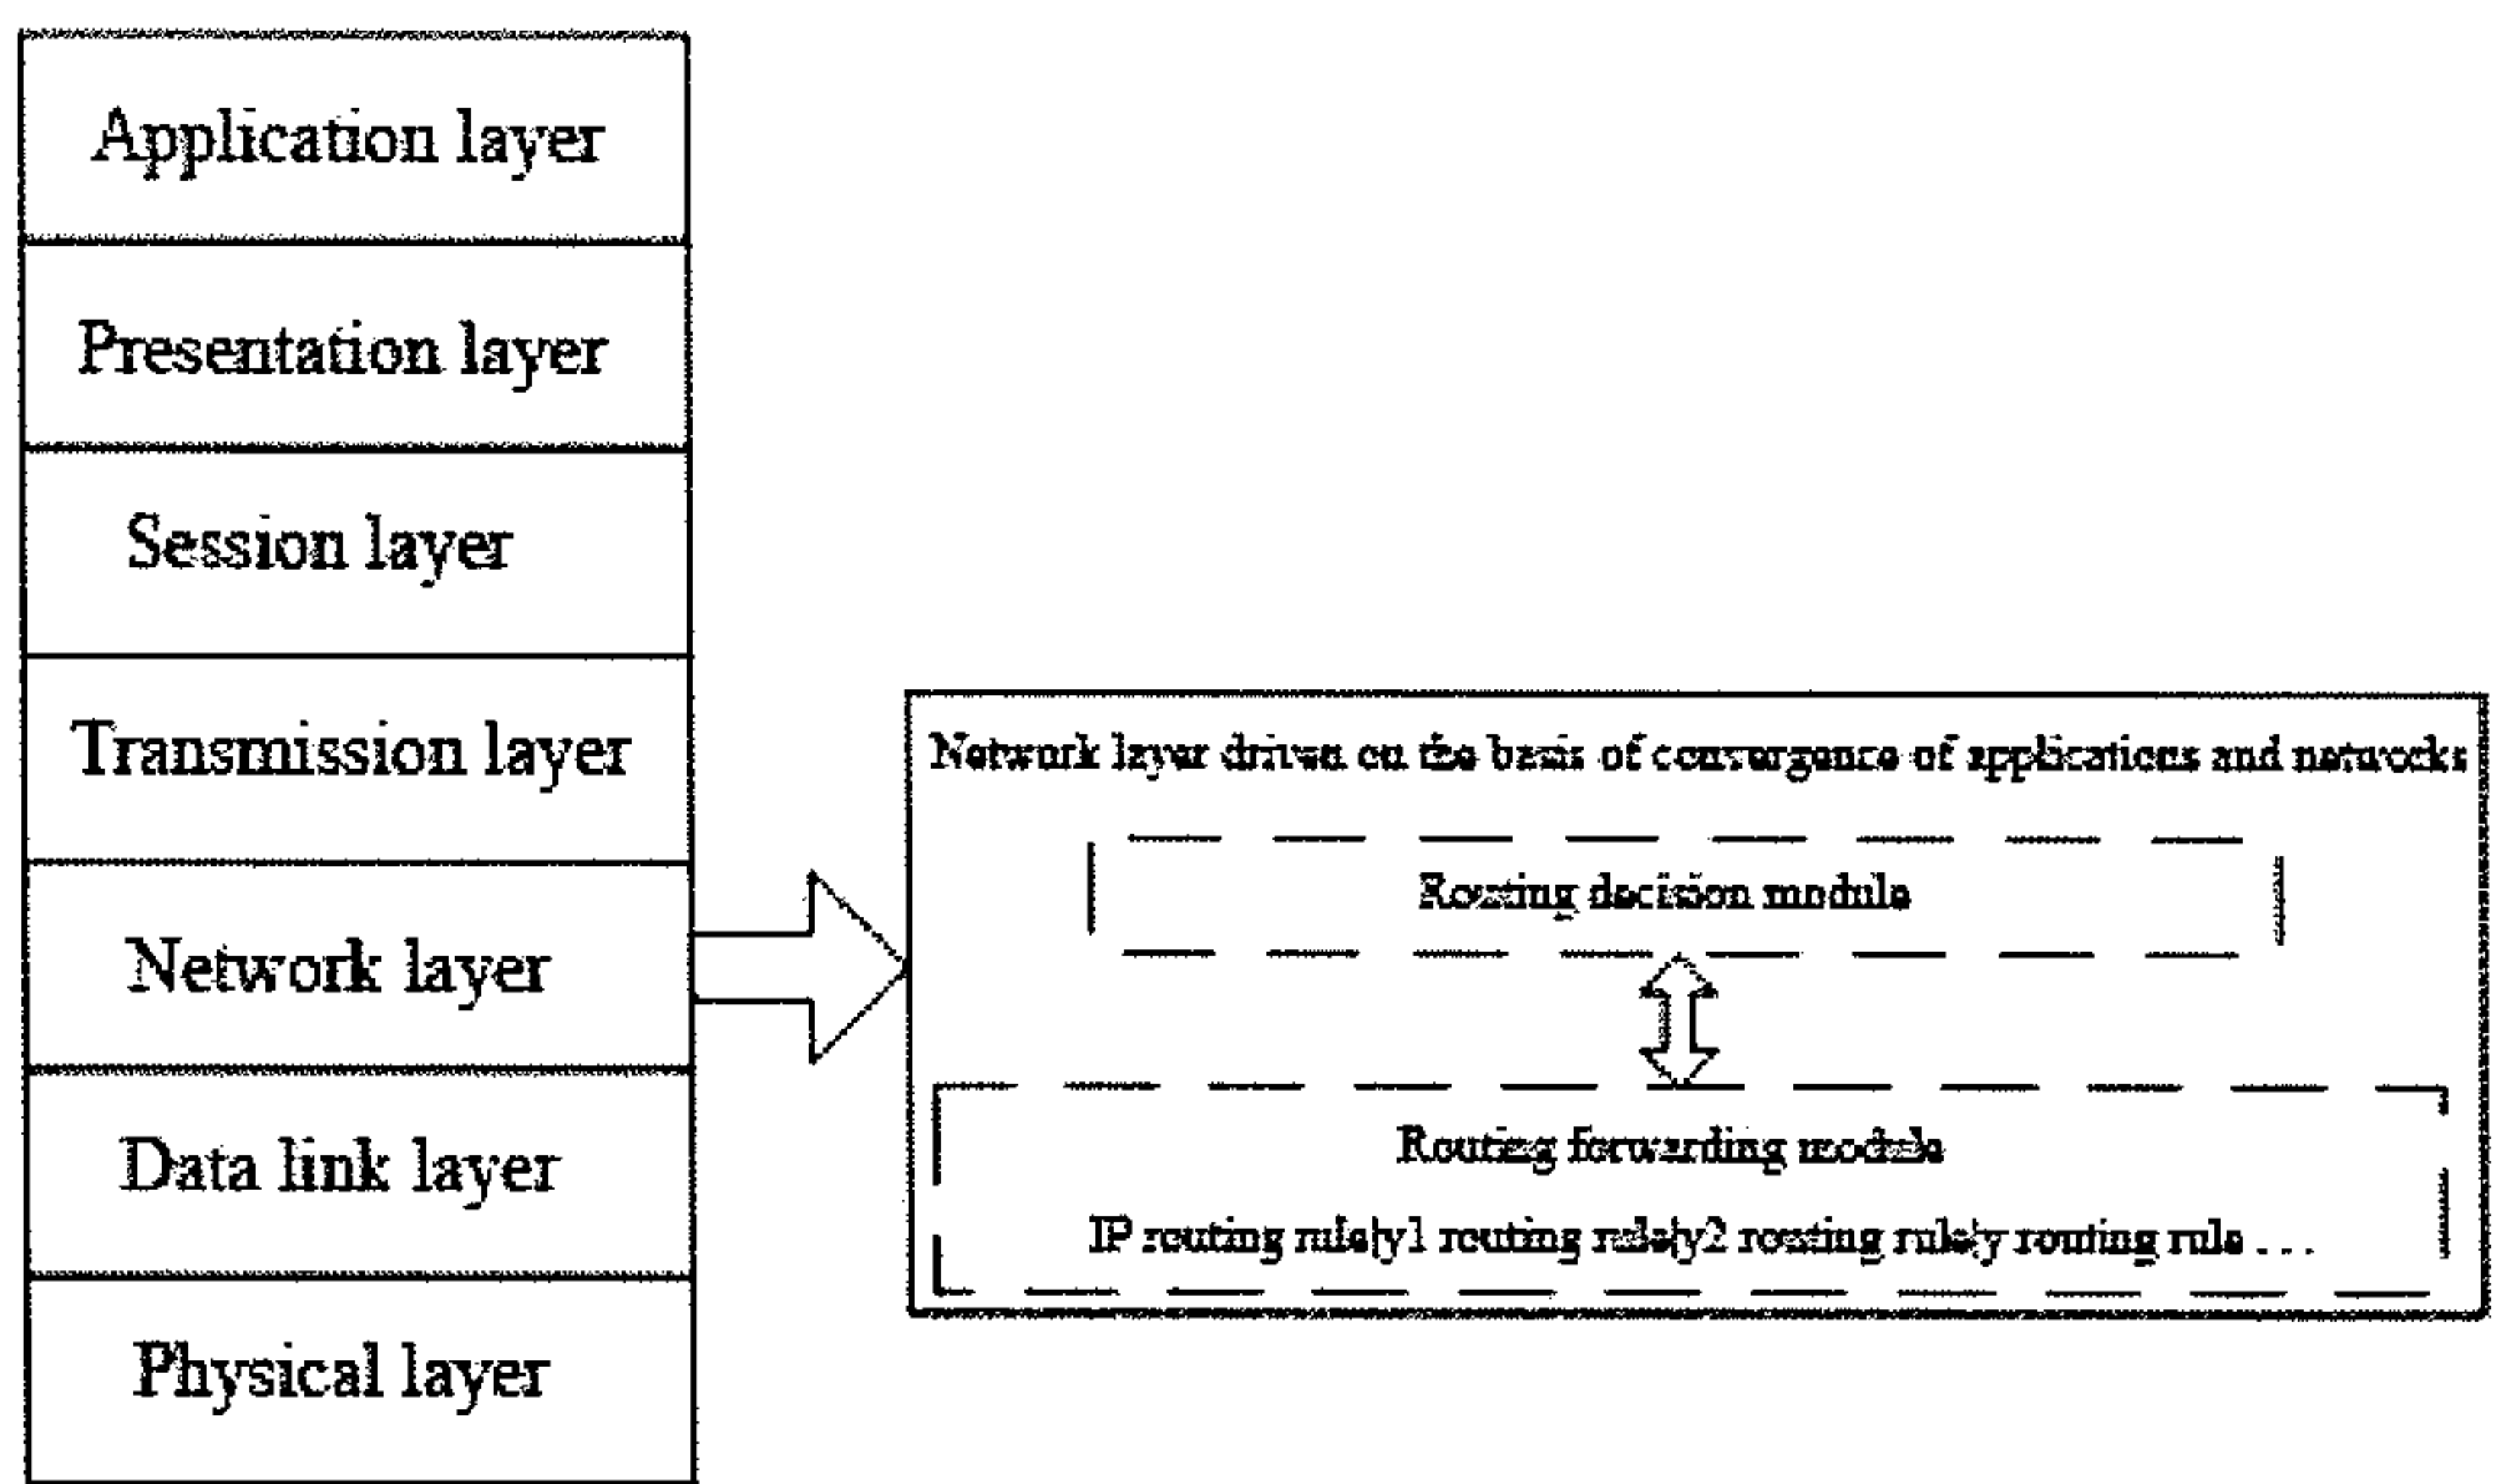 Application layer
Presentation layer
Session layer
Transmission layer
Network layer
Data link layer
Physical layer
Network layer driven on the basis of convergence of applications and networks
Routing decision module
Routing forwarding module
IP routing rule|y1 routing rule|y2 routing rule|y routing rule ...